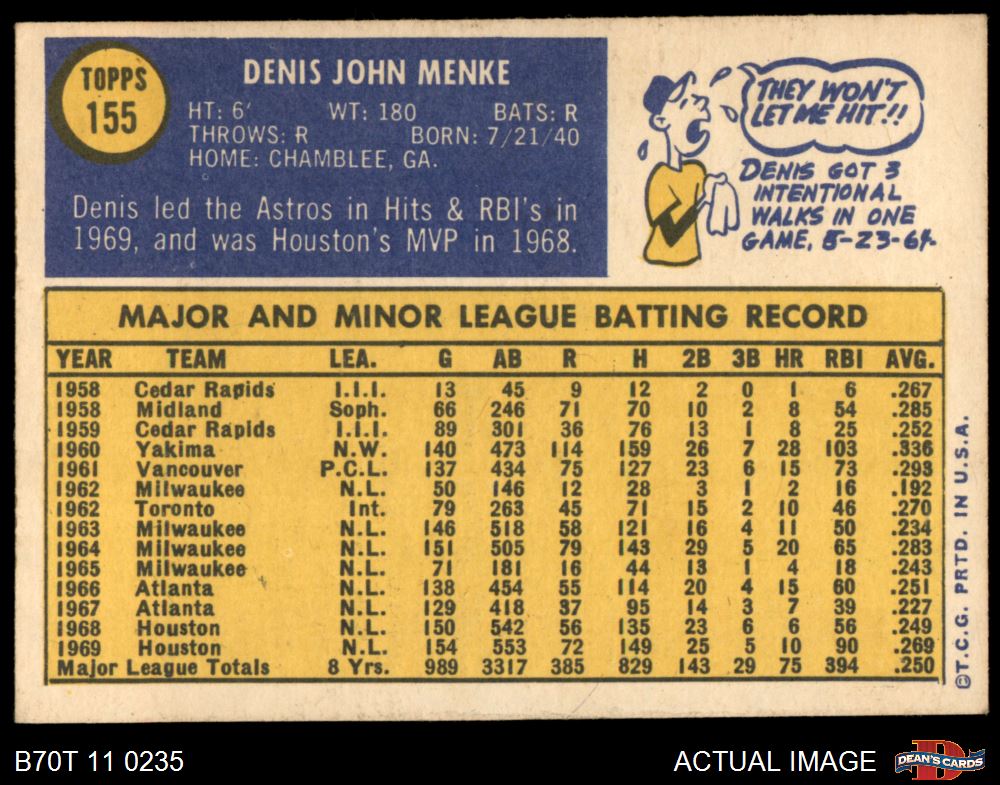 TOPPS
155
DENIS JOHN MENKE
HT: 6′ WT: 180 BATS: R
THROWS: R BORN: 7/21/40
HOME: CHAMBLEE, GA.
Denis led the Astros in Hits & RBI's in
1969, and was Houston's MVP in 1968.
THEY WON'T
LET ME HIT!!
DENIS GOT 3
INTENTIONAL
WALKS IN ONE
GAME, 5-23-64.
MAJOR AND MINOR LEAGUE BATTING RECORD
YEAR TEAM LEA. G AB R H 2B 3B HR RBI AVG.
1958 Cedar Rapids I.I.I. 13 45 9 12 2 0 1 6 .267
1958 Midland Soph. 66 246 71 70 10 2 8 54 .285
1959 Cedar Rapids I.I.I. 89 301 36 76 13 1 8 25 .252
1960 Yakima N.W. 140 473 114 159 26 7 28 103 .336
1961 Vancouver P.C.L. 137 434 75 127 23 6 15 73 .293
1962 Milwaukee N.L. 50 146 12 28 3 1 2 16 .192
1962 Toronto Int. 79 263 45 71 15 2 10 46 .270
1963 Milwaukee N.L. 146 518 58 121 16 4 11 50 .234
1964 Milwaukee N.L. 151 505 79 143 29 5 20 65 .283
1965 Milwaukee N.L. 71 181 16 44 13 1 4 18 .243
1966 Atlanta N.L. 138 454 55 114 20 4 15 60 .251
1967 Atlanta N.L. 129 418 37 95 14 3 7 39 .227
1968 Houston N.L. 150 542 56 135 23 6 6 56 .249
1969 Houston N.L. 154 553 72 149 25 5 10 90 .269
Major League Totals 8 Yrs. 989 3317 385 829 143 29 75 394 .250
©T.C.G. PRTD. IN U.S.A.
B70T 11 0235
ACTUAL IMAGE
D
DEAN'S CARDS